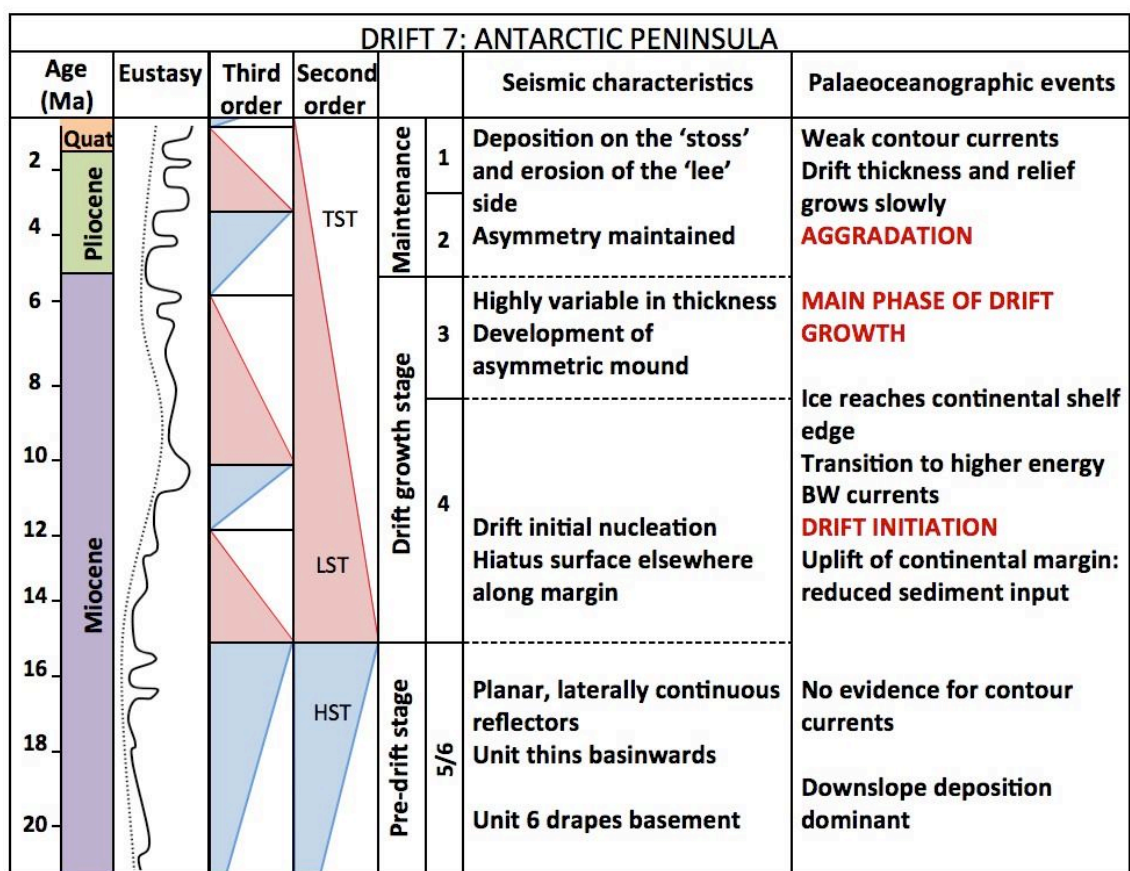 DRIFT 7: ANTARCTIC PENINSULA
Age
(Ma)
Eustasy
Third
order
Second
order
Seismic characteristics
Palaeoceanographic events
2
4
6
8
10
12
14
16
18
20
Quat
Pliocene
Miocene
TST
LST
HST
Maintenance
Drift growth stage
Pre-drift stage
1
2
3
4
5/6
Deposition on the ‘stoss’
and erosion of the ‘lee’
side
Asymmetry maintained
Highly variable in thickness
Development of
asymmetric mound
Drift initial nucleation
Hiatus surface elsewhere
along margin
Planar, laterally continuous
reflectors
Unit thins basinwards
Unit 6 drapes basement
Weak contour currents
Drift thickness and relief
grows slowly
AGGRADATION
MAIN PHASE OF DRIFT
GROWTH
Ice reaches continental shelf
edge
Transition to higher energy
BW currents
DRIFT INITIATION
Uplift of continental margin:
reduced sediment input
No evidence for contour
currents
Downslope deposition
dominant